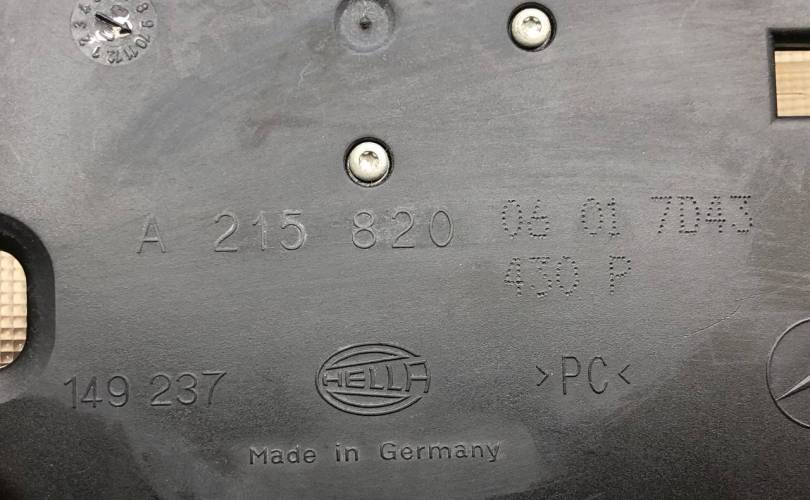 A 215 820 06 01 7D43
430 P
149 237 HELLA >PC<
Made in Germany